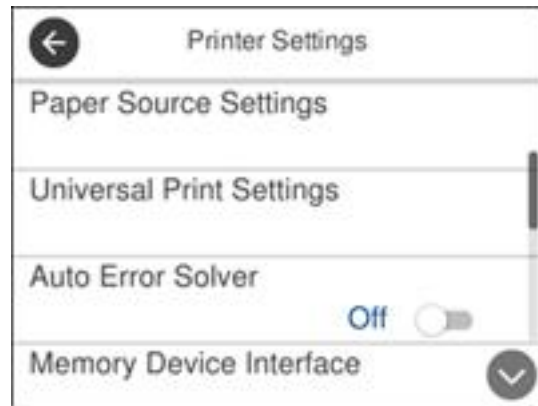 Printer Settings
Paper Source Settings
Universal Print Settings
Auto Error Solver
Off
Memory Device Interface